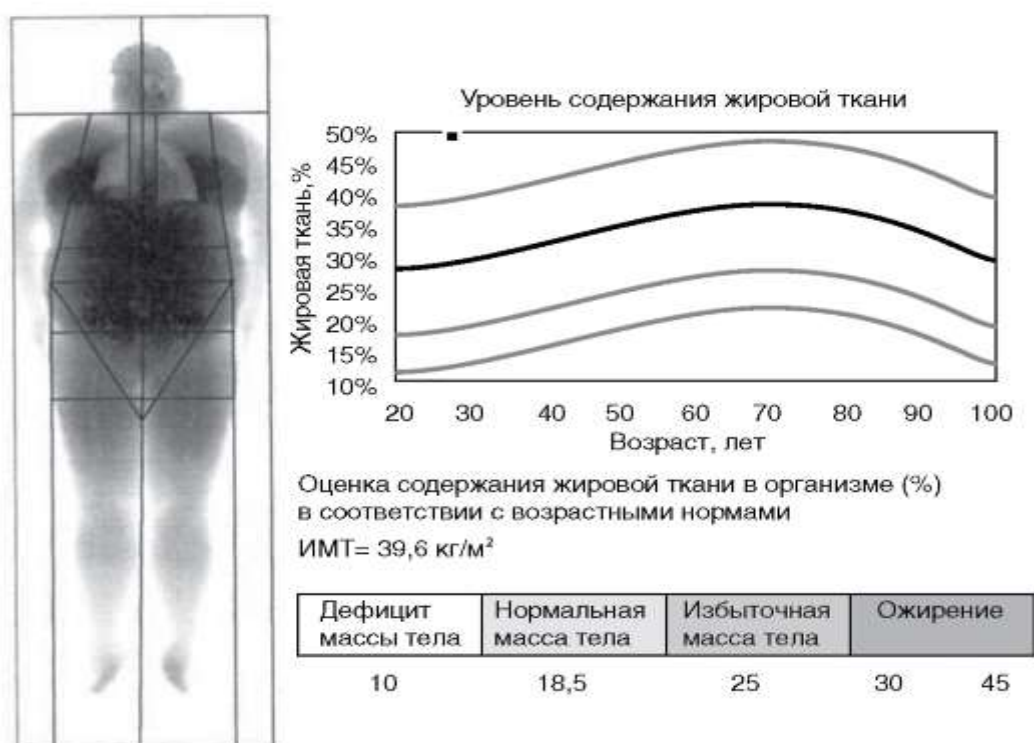 Уровень содержания жировой ткани
Жировая ткань,%
50%
45%
40%
35%
30%
25%
20%
15%
10%
20 30 40 50 60 70 80 90 100
Возраст, лет
Оценка содержания жировой ткани в организме (%)
в соответствии с возрастными нормами
ИМТ= 39,6 кг/м²
Дефицит массы тела
Нормальная масса тела
Избыточная масса тела
Ожирение
10 18,5 25 30 45